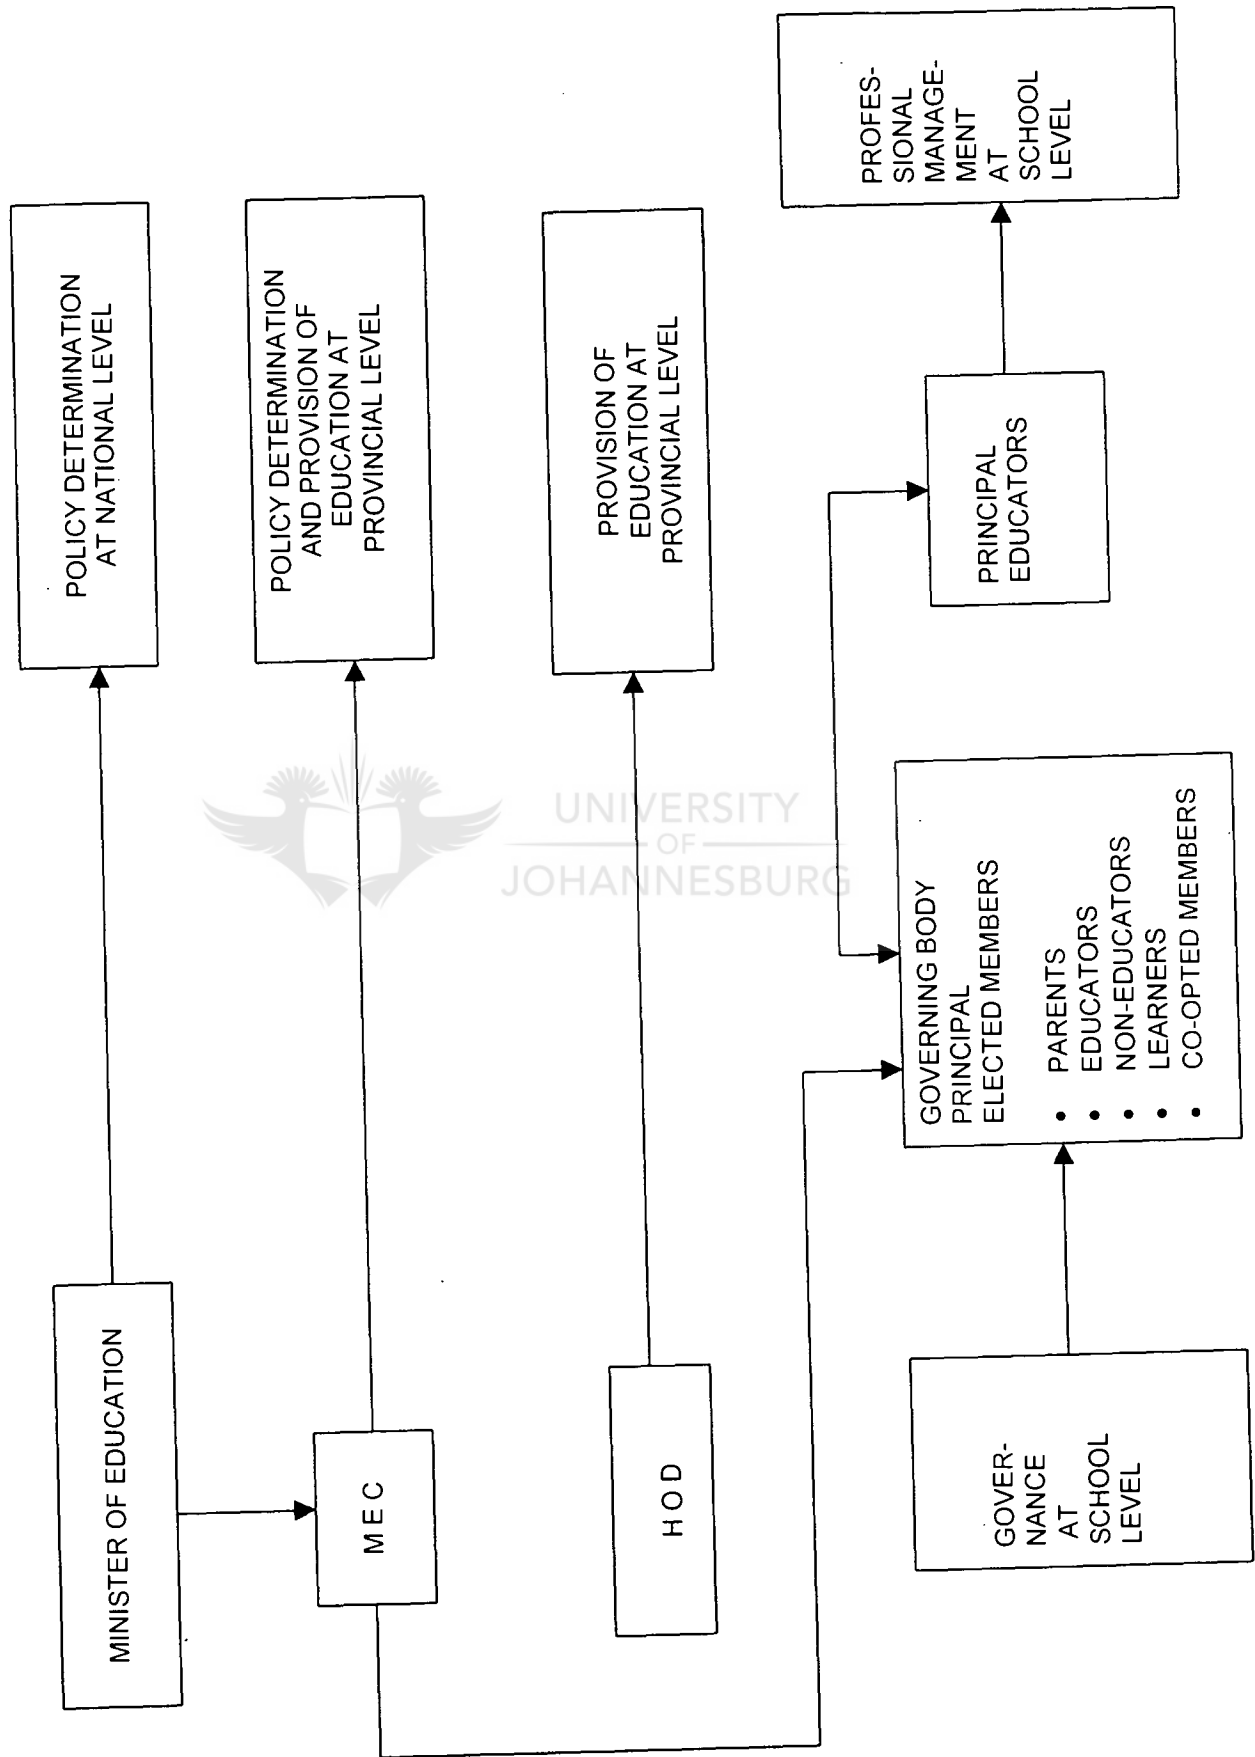 MINISTER OF EDUCATION
POLICY DETERMINATION
AT NATIONAL LEVEL
M E C
POLICY DETERMINATION
AND PROVISION OF
EDUCATION AT
PROVINCIAL LEVEL
H O D
PROVISION OF
EDUCATION AT
PROVINCIAL LEVEL
GOVER-
NANCE
AT
SCHOOL
LEVEL
GOVERNING BODY
PRINCIPAL
ELECTED MEMBERS
• PARENTS
• EDUCATORS
• NON-EDUCATORS
• LEARNERS
• CO-OPTED MEMBERS
PRINCIPAL
EDUCATORS
PROFES-
SIONAL
MANAGE-
MENT
AT
SCHOOL
LEVEL
UNIVERSITY
OF
JOHANNESBURG